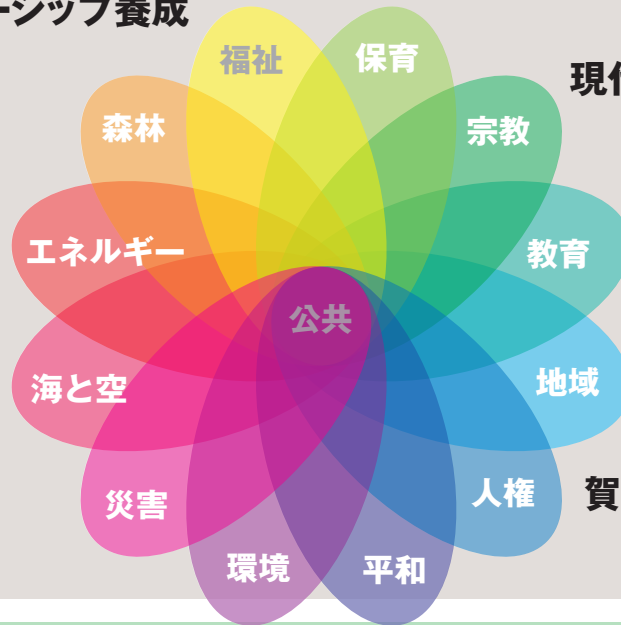 ーシップ養成
福祉
保育
現
森林
宗教
エネルギー
教育
公共
海と空
地域
災害
人権
賀
環境
平和